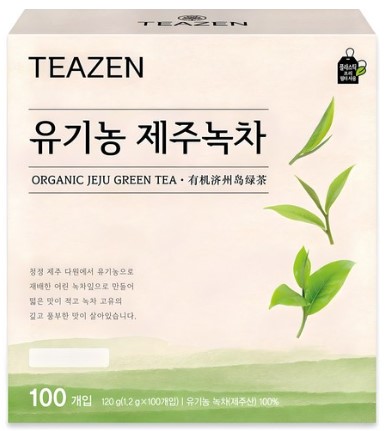 TEAZEN
TEAZEN
플라스틱
유기농 제주녹차
ORGANIC JEJU GREEN TEA · 有机济州岛绿茶
청정 제주 다원에서 유기농으로
재배한 어린 녹차잎으로 만들어
떫은 맛이 적고 녹차 고유의
깊고 풍부한 맛이 살아있습니다.
100 개입 120 g(1.2 g×100개입) | 유기농 녹차(제주산) 100%